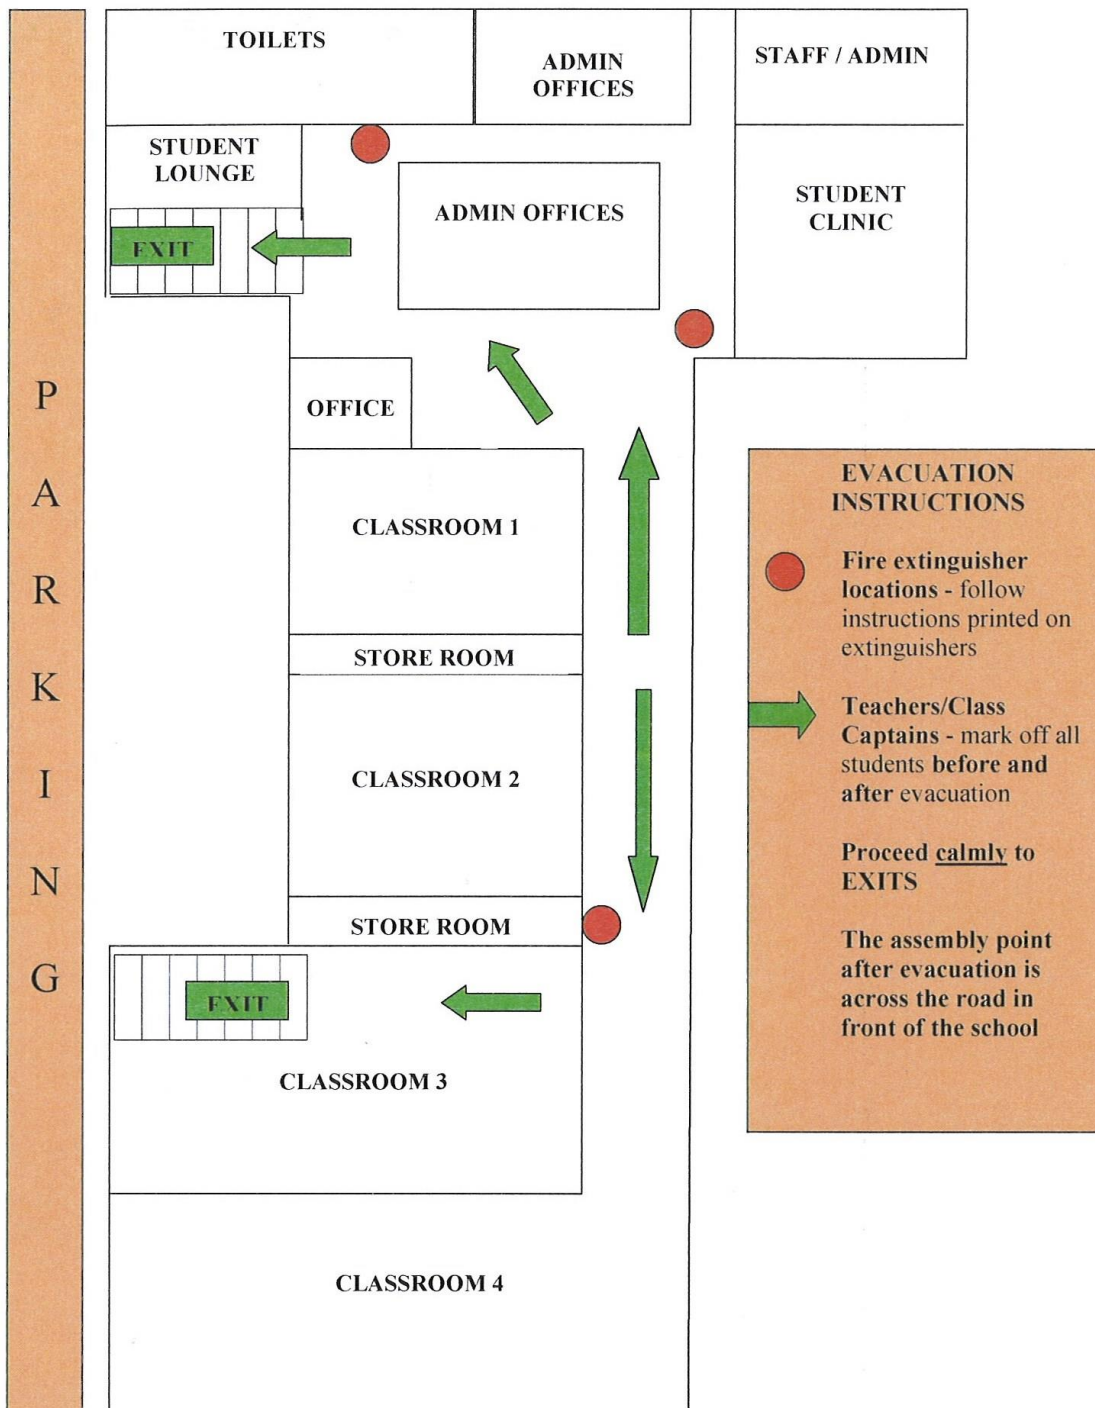 TOILETS
ADMIN
OFFICES
STAFF / ADMIN
STUDENT
LOUNGE
ADMIN OFFICES
STUDENT
CLINIC
EXIT
OFFICE
PARKING
CLASSROOM 1
STORE ROOM
CLASSROOM 2
STORE ROOM
EXIT
CLASSROOM 3
CLASSROOM 4
EVACUATION
INSTRUCTIONS
Fire extinguisher
locations - follow
instructions printed on
extinguishers
Teachers/Class
Captains - mark off all
students before and
after evacuation
Proceed calmly to
EXITS
The assembly point
after evacuation is
across the road in
front of the school